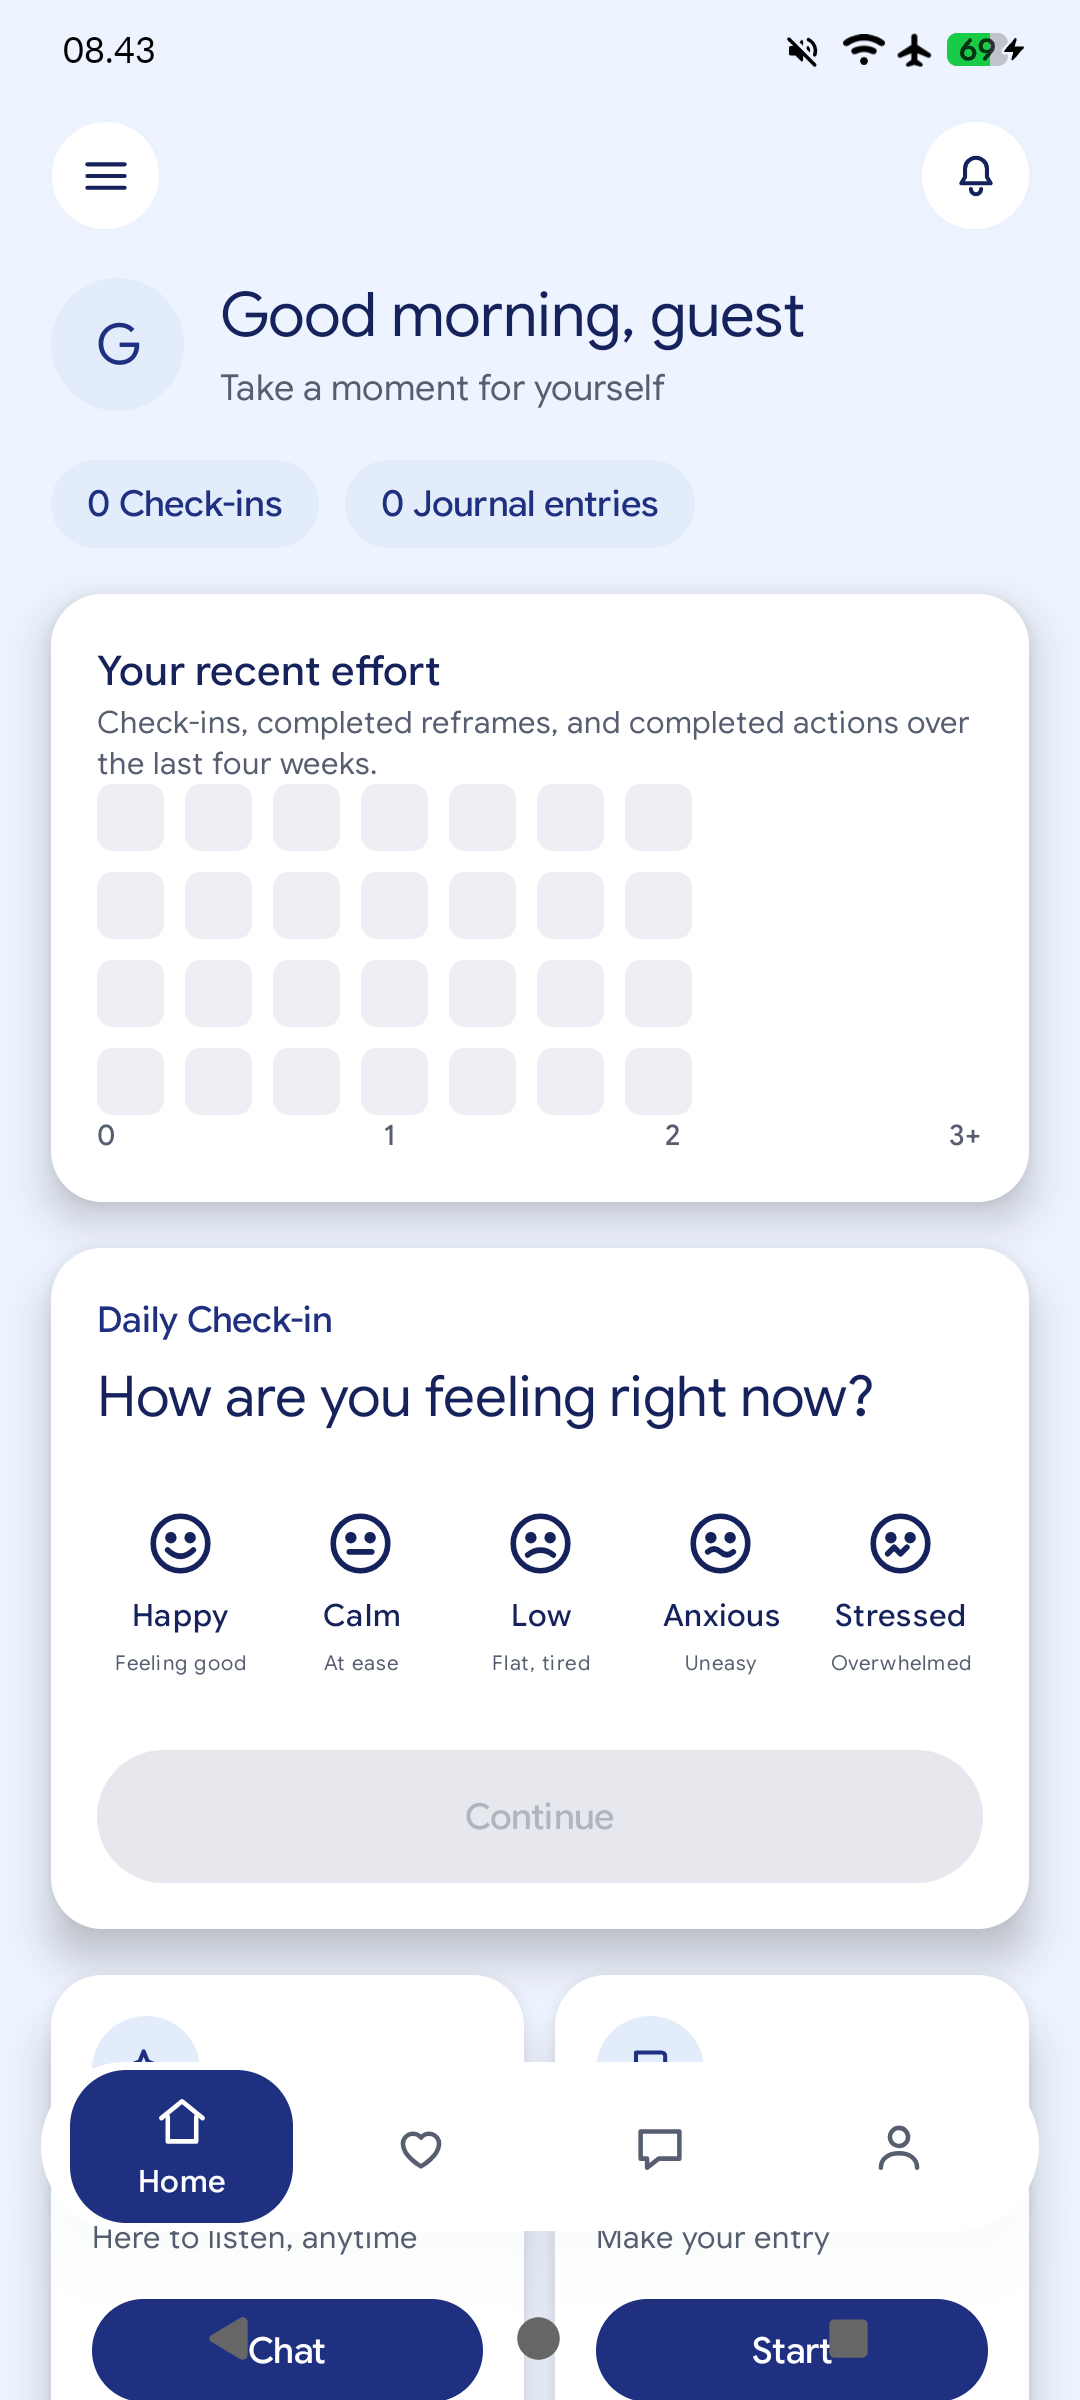 08.43
69
G
Good morning, guest
Take a moment for yourself
0 Check-ins
0 Journal entries
Your recent effort
Check-ins, completed reframes, and completed actions over
the last four weeks.
0 1 2 3+
Daily Check-in
How are you feeling right now?
Happy Calm Low Anxious Stressed
Feeling good At ease Flat, tired Uneasy Overwhelmed
Continue
Home
Here to listen, anytime
Make your entry
Chat
Start